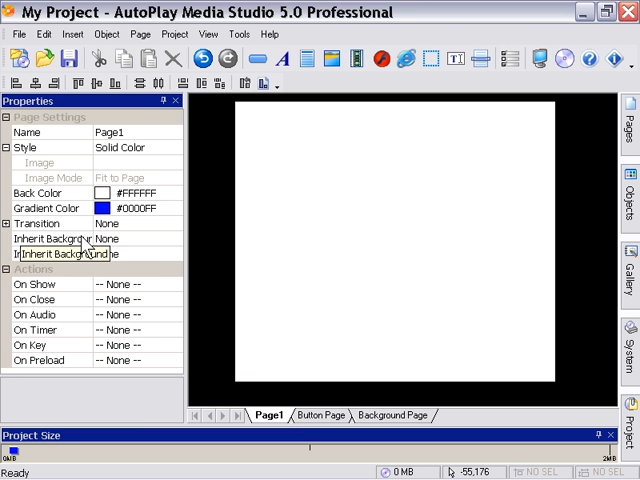 My Project - AutoPlay Media Studio 5.0 Professional
File Edit Insert Object Page Project View Tools Help
Properties
Page Settings
Name Page1
Style Solid Color
Image
Image Mode Fit to Page
Back Color #FFFFFF
Gradient Color #0000FF
Transition None
Inherit Backgrour None
Inherit Background
Actions
On Show -- None --
On Close -- None --
On Audio -- None --
On Timer -- None --
On Key -- None --
On Preload -- None --
Pages
Objects
Gallery
System
Project
Page1 Button Page Background Page
Project Size
0MB 2MB
Ready 0 MB -55,176 NO SEL NO SEL